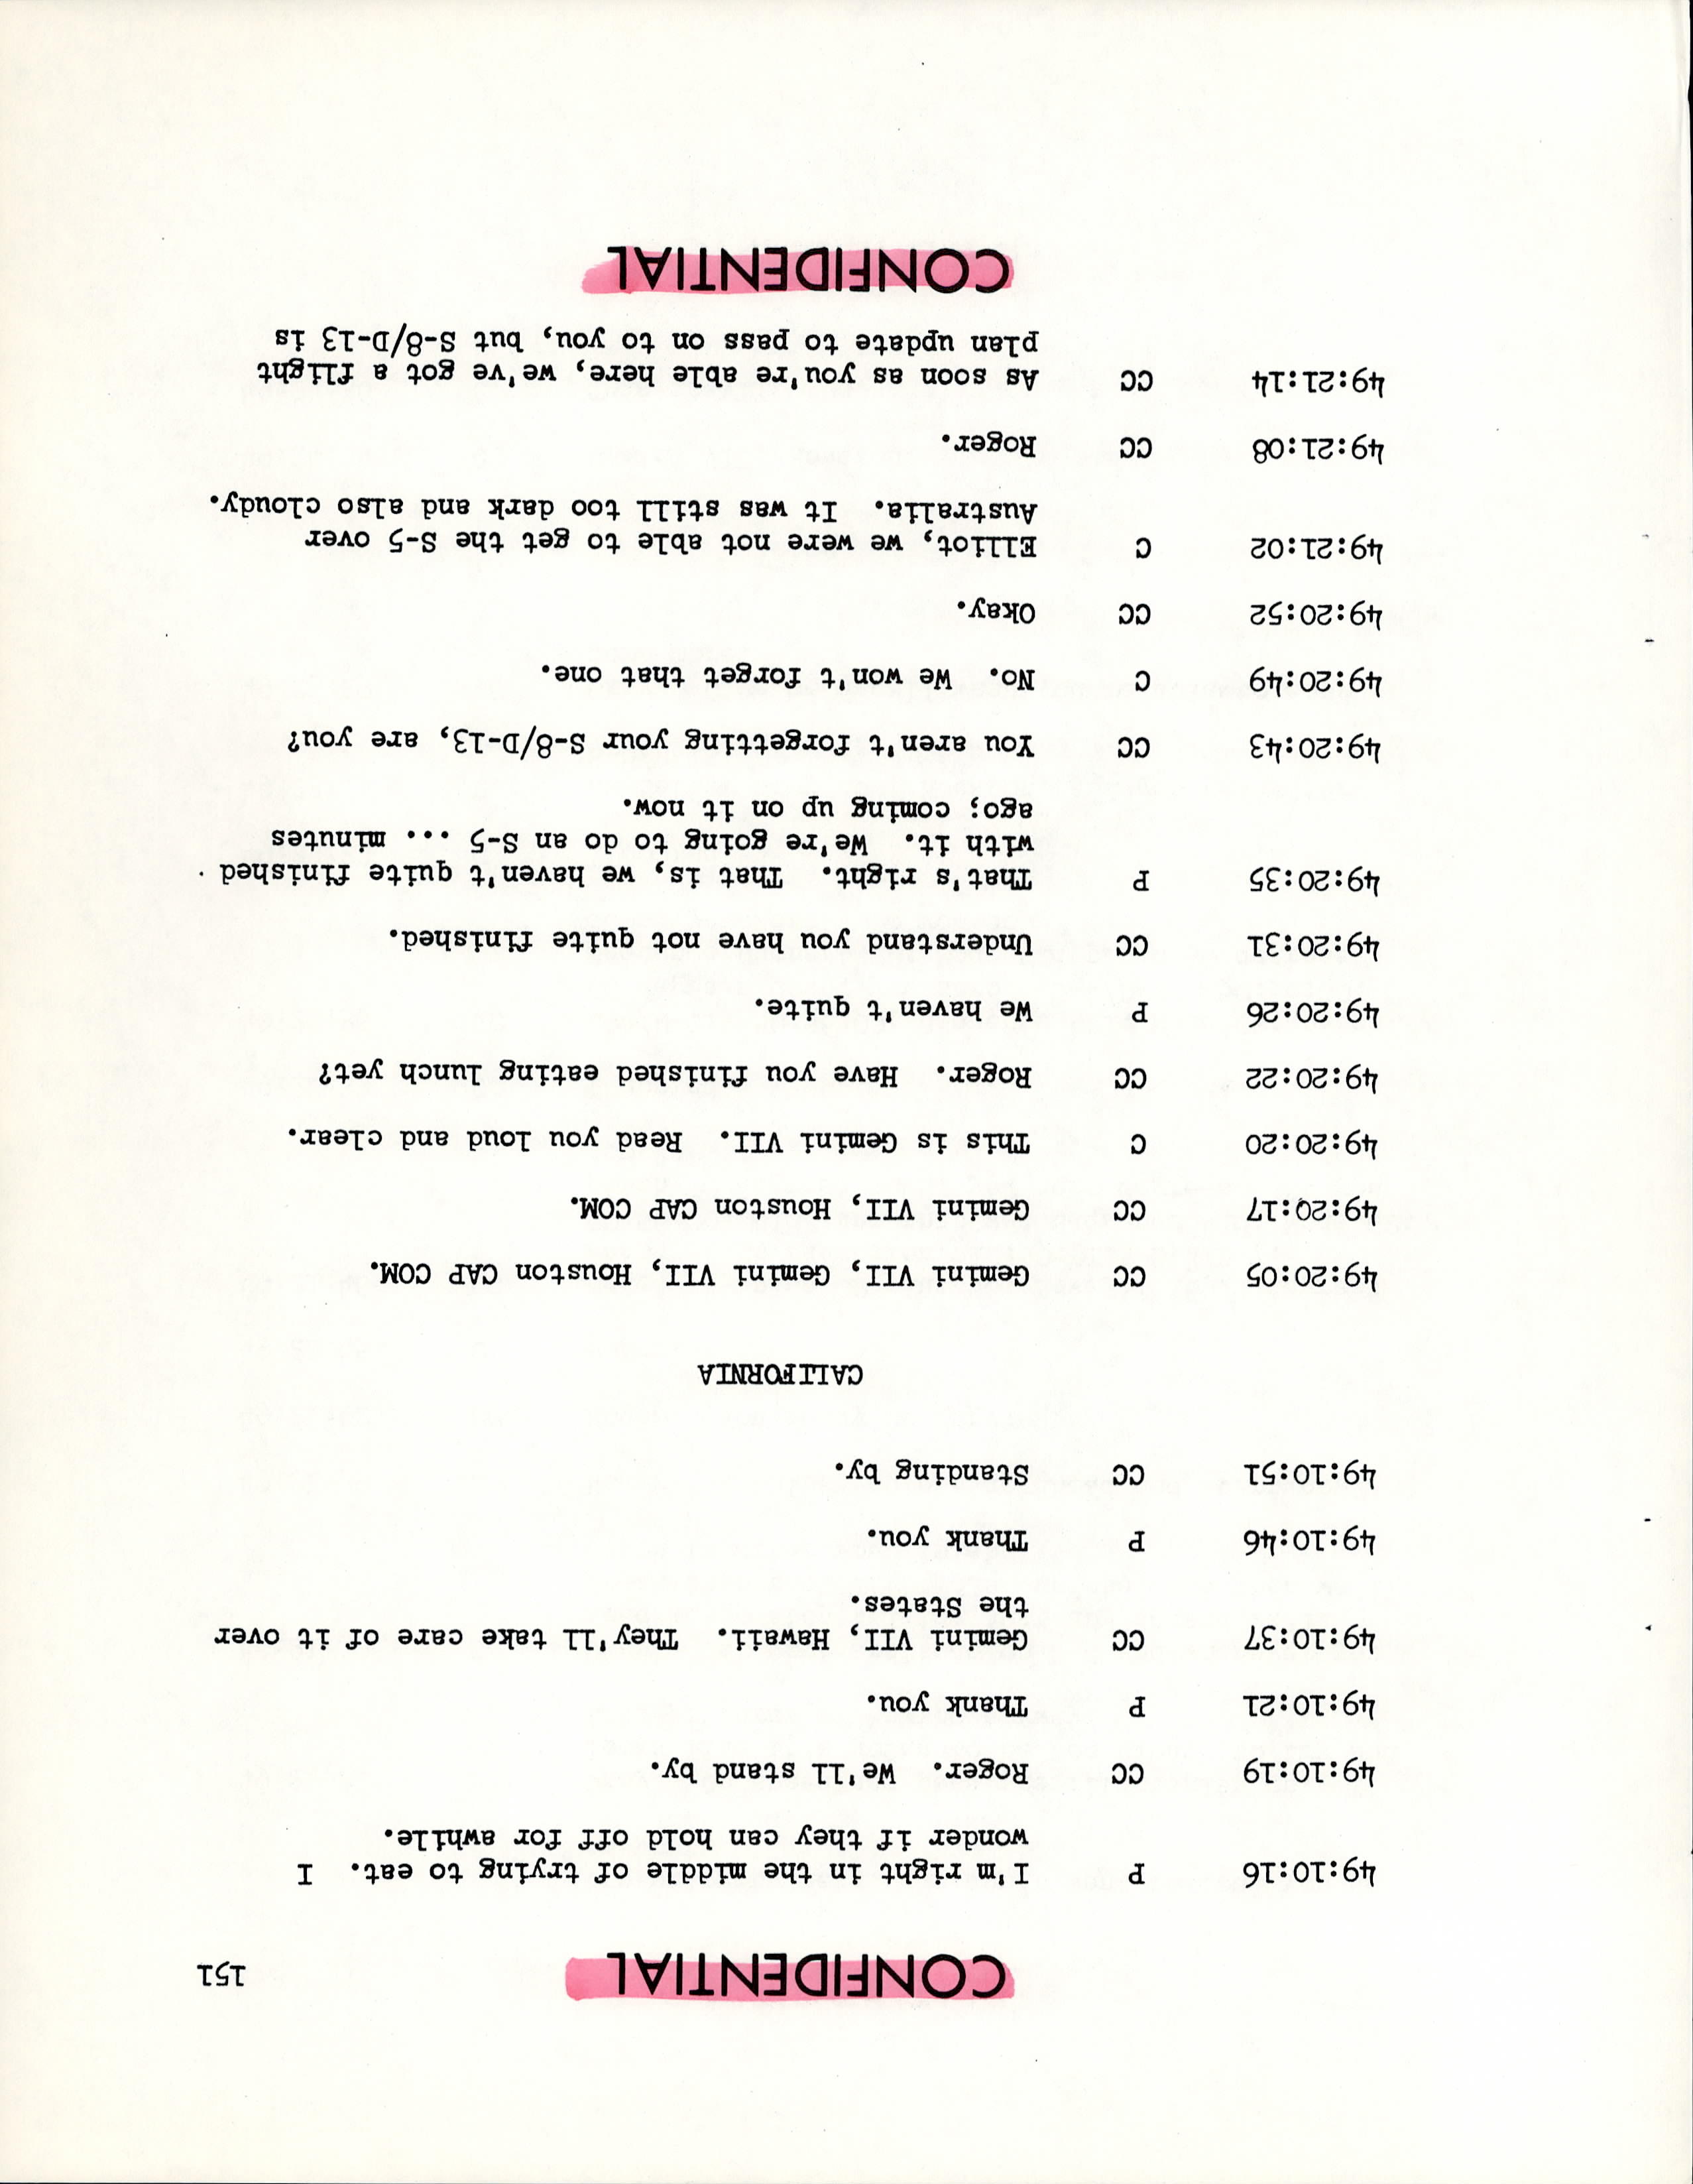 CONFIDENTIAL 151
49:10:16 P I'm right in the middle of trying to eat. I
wonder if they can hold off for awhile.
49:10:19 CC Roger. We'll stand by.
49:10:21 P Thank you.
49:10:37 CC Gemini VII, Hawaii. They'll take care of it over
the States.
49:10:46 P Thank you.
49:10:51 CC Standing by.
CALIFORNIA
49:20:05 CC Gemini VII, Gemini VII, Houston CAP COM.
49:20:17 CC Gemini VII, Houston CAP COM.
49:20:20 C This is Gemini VII. Read you loud and clear.
49:20:22 CC Roger. Have you finished eating lunch yet?
49:20:26 P We haven't quite.
49:20:31 CC Understand you have not quite finished.
49:20:35 P That's right. That is, we haven't quite finished
with it. We're going to do an S-5 ... minutes
ago; coming up on it now.
49:20:43 CC You aren't forgetting your S-8/D-13, are you?
49:20:49 C No. We won't forget that one.
49:20:52 CC Okay.
49:21:02 C Elliot, we were not able to get the S-5 over
Australia. It was still too dark and also cloudy.
49:21:08 CC Roger.
49:21:14 CC As soon as you're able here, we've got a flight
plan update to pass on to you, but S-8/D-13 is
CONFIDENTIAL